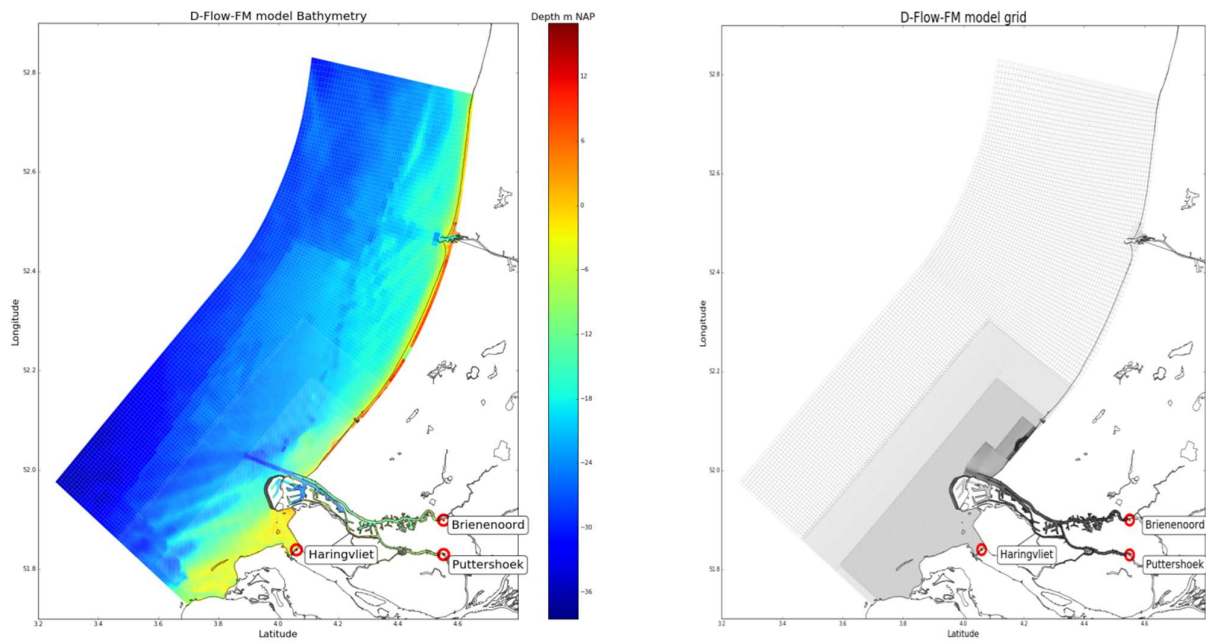 D-Flow-FM model Bathymetry
Depth m NAP
52.8
52.6
52.4
52.2
52.0
51.8
Longitude
12
6
0
−6
−12
−18
−24
−30
−36
Brienenoord
Haringvliet
Puttershoek
3.2 3.4 3.6 3.8 4.0 4.2 4.4 4.6
Latitude
D-Flow-FM model grid
52.8
52.6
52.4
52.2
52.0
51.8
Longitude
Brienenoord
Haringvliet
Puttershoek
3.2 3.4 3.6 3.8 4.0 4.2 4.4 4.6
Latitude